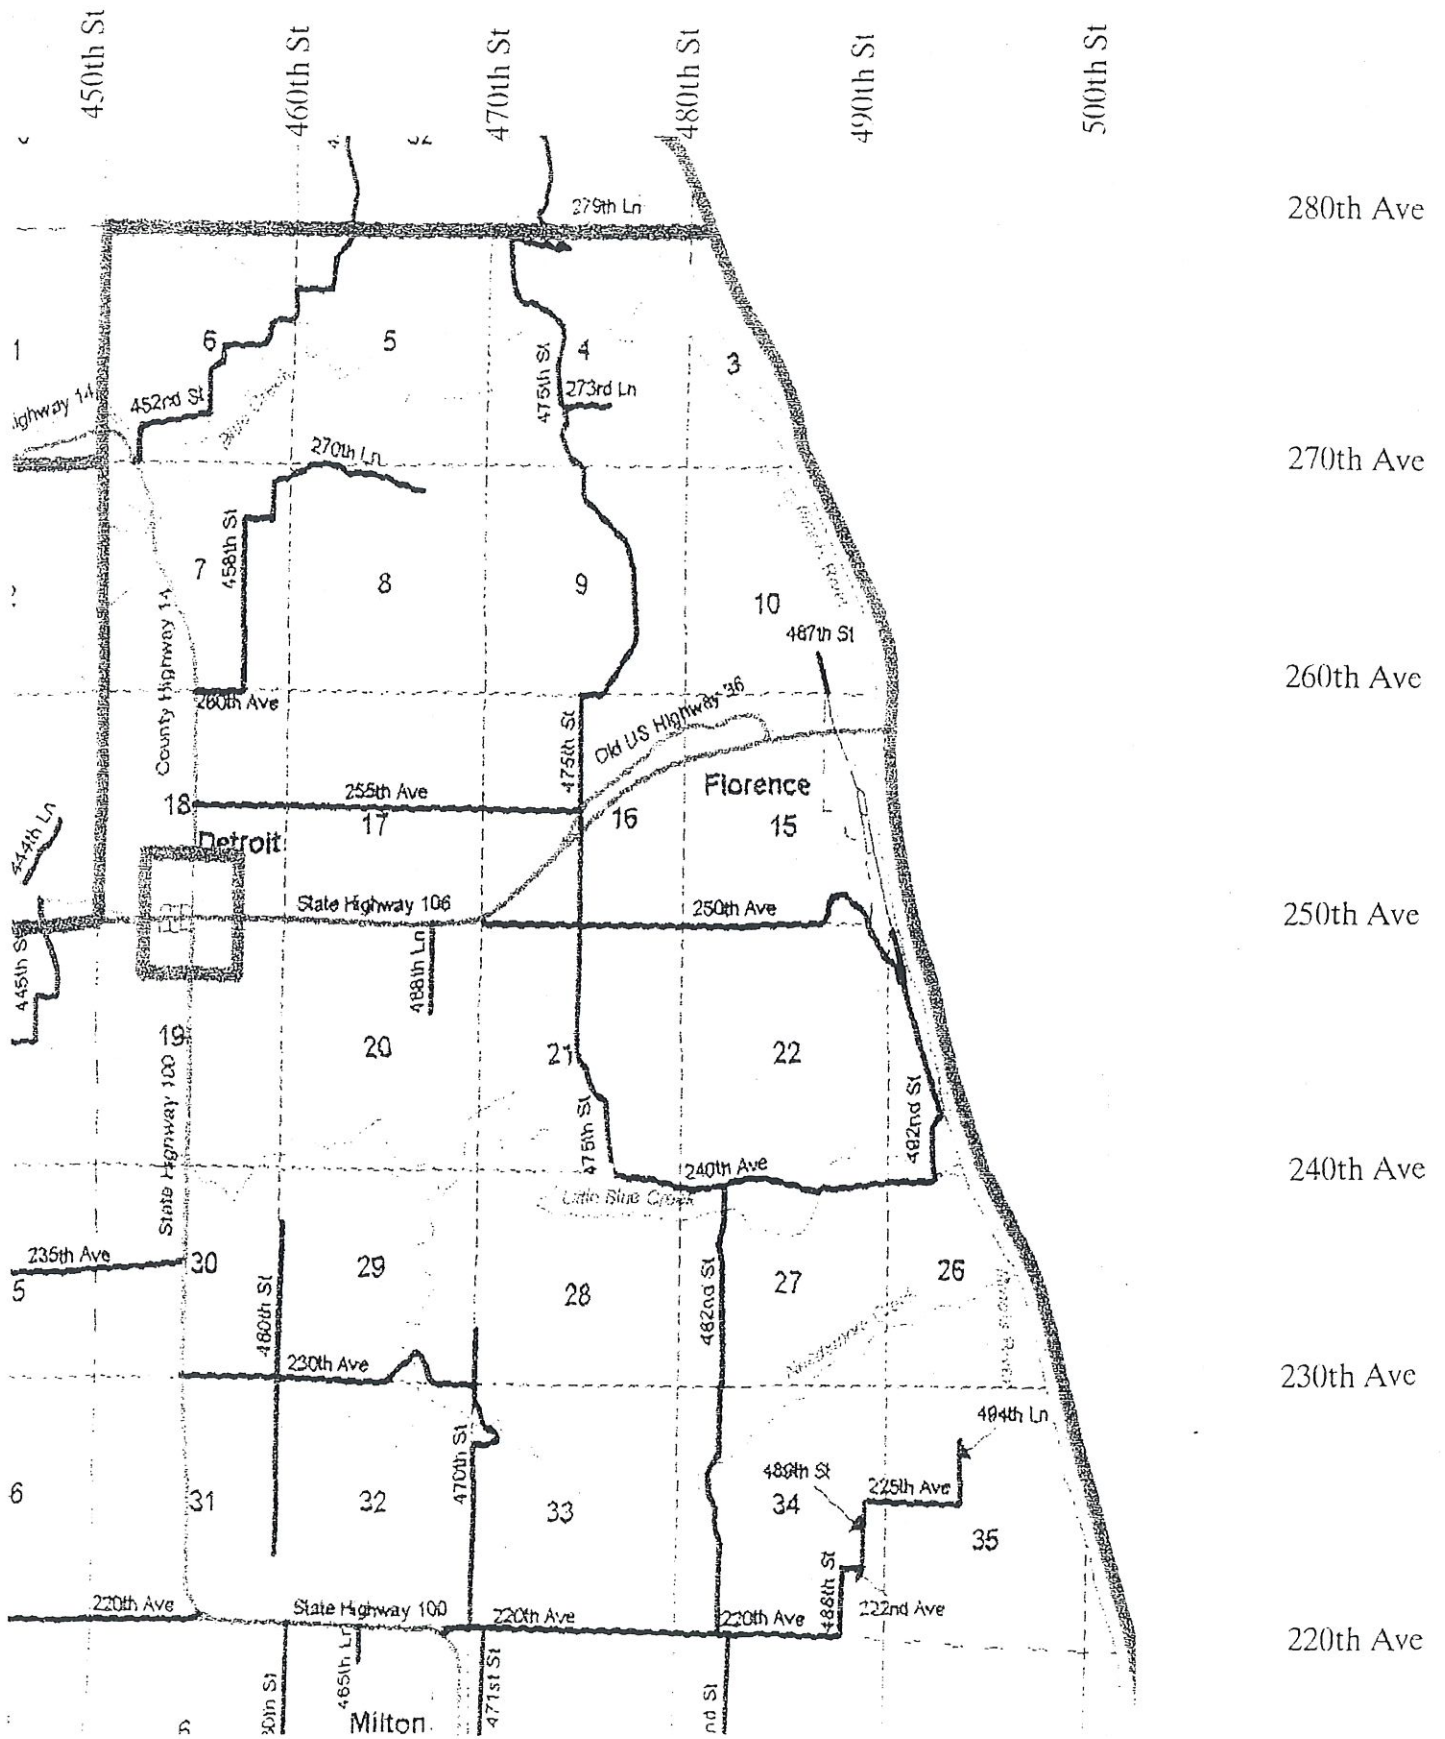 450th St
460th St
470th St
480th St
490th St
500th St
279th Ln
280th Ave
1
6
5
4
3
475th St
273rd Ln
452nd St
ighway 14
270th Ln
270th Ave
458th St
7
8
9
10
487th St
County Highway 14
260th Ave
260th Ave
475th St
Old US Highway 36
255th Ave
Florence
18
17
16
15
444th Ln
Detroit
State Highway 106
250th Ave
250th Ave
445th St
468th Ln
19
20
21
22
State Highway 100
475th St
492nd St
240th Ave
240th Ave
Little Blue Creek
235th Ave
30
29
28
27
26
5
460th St
482nd St
230th Ave
230th Ave
494th Ln
470th St
489th St
225th Ave
6
31
32
33
34
35
488th St
222nd Ave
220th Ave
State Highway 100
220th Ave
220th Ave
220th Ave
465th Ln
471st St
nd St
Milton